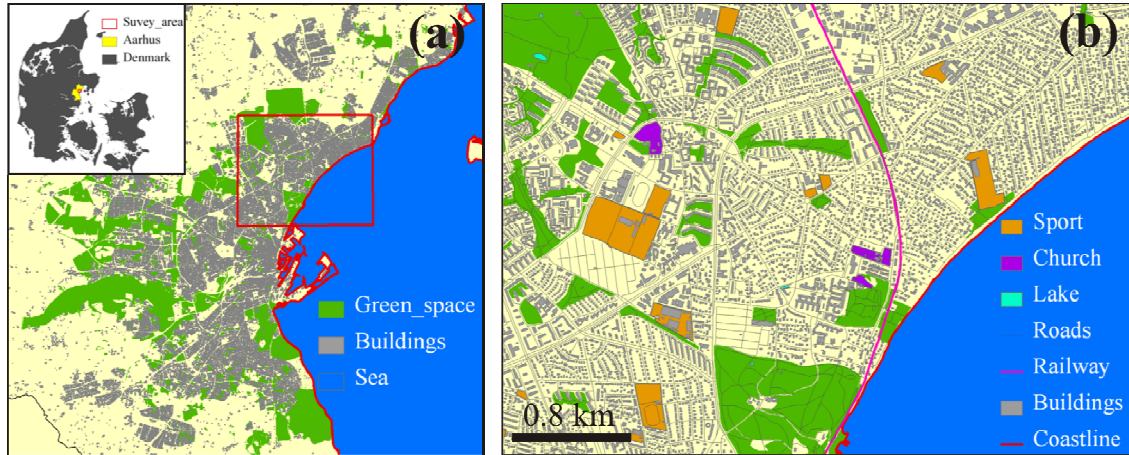 Suvey_area
Aarhus
Denmark
(a)
Green_space
Buildings
Sea
(b)
Sport
Church
Lake
Roads
Railway
Buildings
Coastline
0.8 km